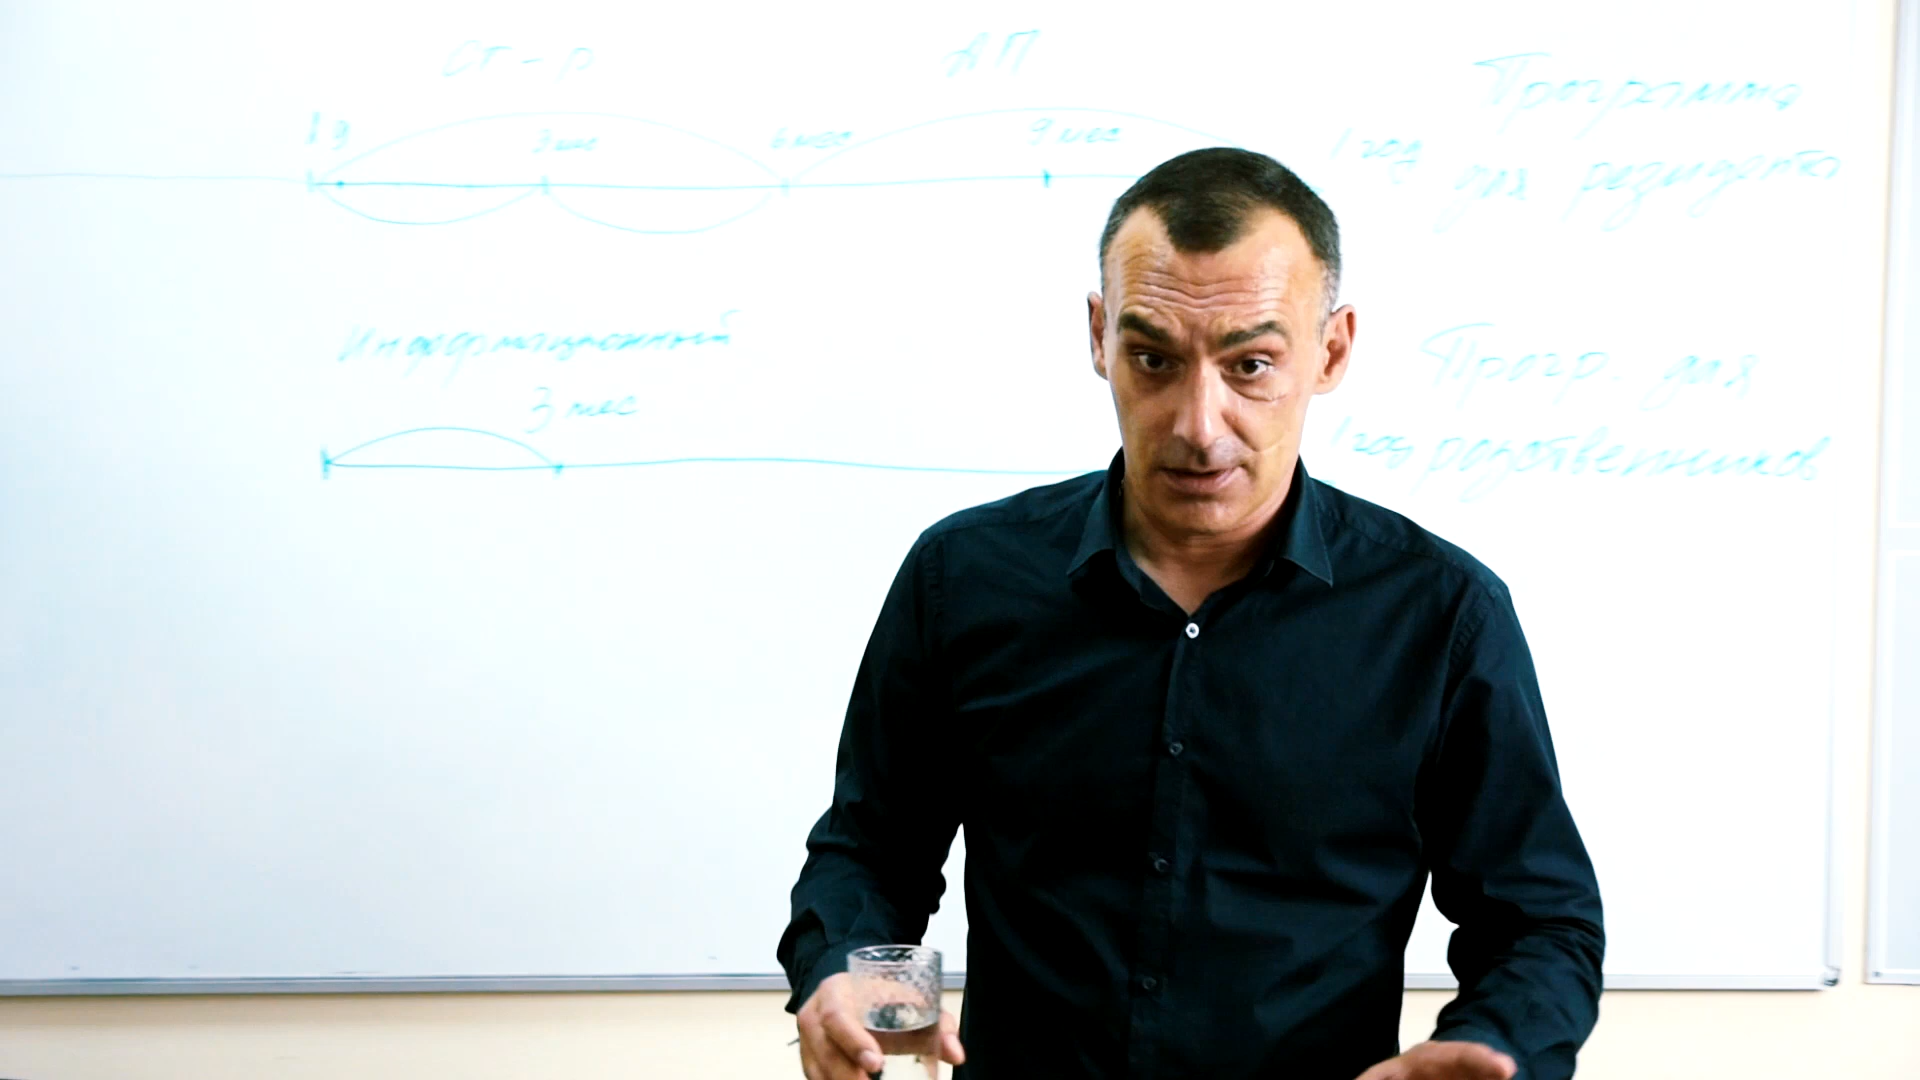 СТ-Р
АП
1 д 3 мес 6 мес 9 мес 1 год
Программа
для резидента
Информационный
3 мес
Прогр. для
1 год родственников